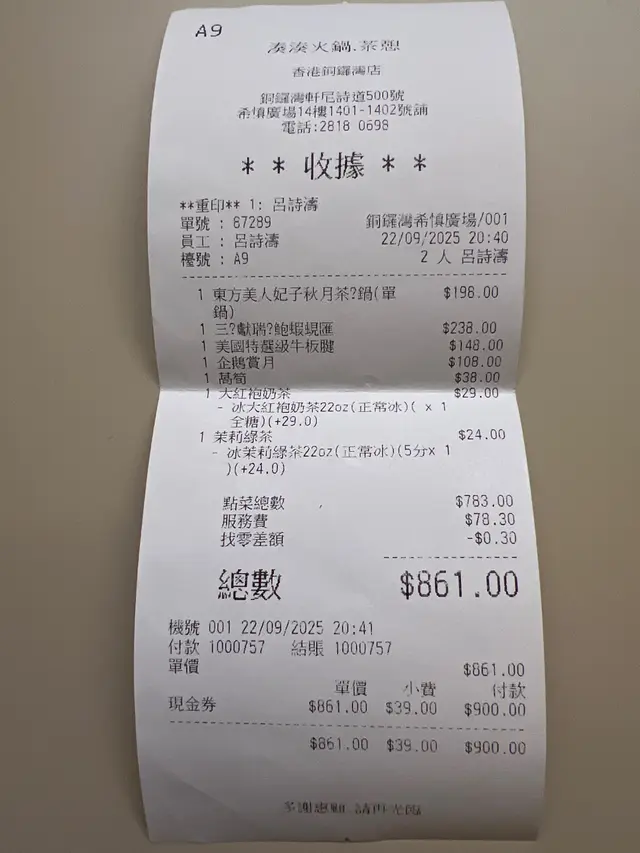 A9
湊湊火鍋.茶憩
香港銅鑼灣店
銅鑼灣軒尼詩道500號
希慎廣場14樓1401-1402號舖
電話:2818 0698
* * 收據 * *
**重印** 1: 呂詩濤
單號 : 87289
銅鑼灣希慎廣場/001
員工 : 呂詩濤
22/09/2025 20:40
檯號 : A9
2 人 呂詩濤
1 東方美人妃子秋月茶?鍋(單 $198.00
鍋)
1 三?獻瑞?鮑蝦蜆匯 $238.00
1 美國特選級牛板腱 $148.00
1 企鵝賞月 $108.00
1 萵筍 $38.00
1 大紅袍奶茶 $29.00
- 冰大紅袍奶茶22oz(正常冰)( x 1
全糖)(+29.0)
1 茉莉綠茶 $24.00
- 冰茉莉綠茶22oz(正常冰)(5分x 1
)(+24.0)
點菜總數 $783.00
服務費 $78.30
找零差額 -$0.30
總數 $861.00
機號 001 22/09/2025 20:41
付款 1000757 結賬 1000757
單價 $861.00
單價 小費 付款
現金券 $861.00 $39.00 $900.00
$861.00 $39.00 $900.00
多謝惠顧.請再光臨